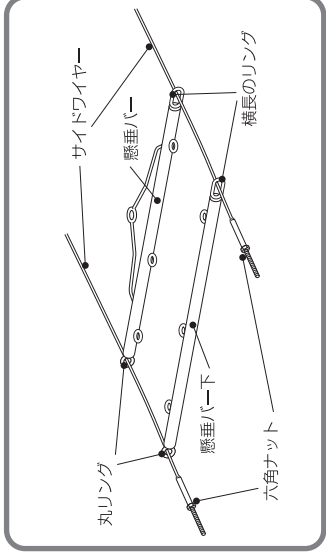 サイドワイヤー
懸垂バー
横長のリング
丸リング
懸垂バー下
六角ナット